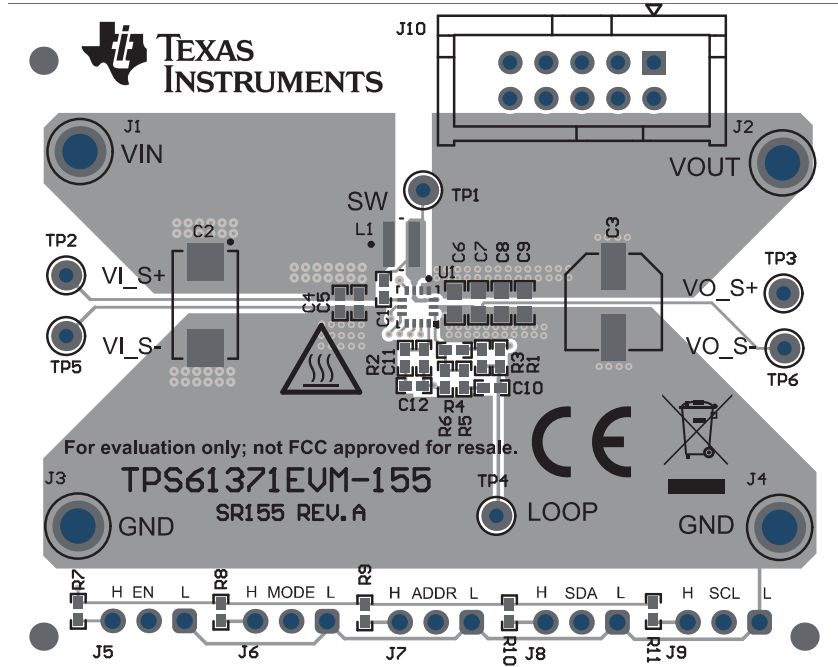 TEXAS
INSTRUMENTS
J10
J1
VIN
J2
VOUT
SW
TP1
L1
C2
C3
TP2
VI_S+
U1
C6
C7
C8
C9
TP3
VO_S+
C4
C5
C1
VI_S-
TP5
VO_S-
TP6
R2
C11
R3
R1
C12
R4
C10
R6
R5
For evaluation only; not FCC approved for resale.
CE
TPS61371EVM-155
SR155 REV.A
TP4
LOOP
J3
GND
J4
GND
R7
H EN L
R8
H MODE L
R9
H ADDR L
H SDA L
H SCL L
J5
J6
J7
R10
J8
R11
J9